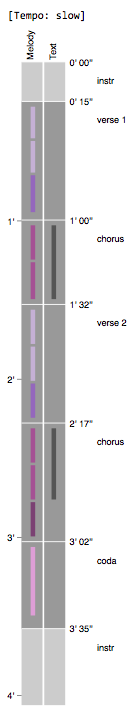 [Tempo: slow]
Melody
Text
0' 00"
instr
0' 15"
verse 1
1'
1' 00"
chorus
1' 32"
verse 2
2'
2' 17"
chorus
3'
3' 02"
coda
3' 35"
instr
4'